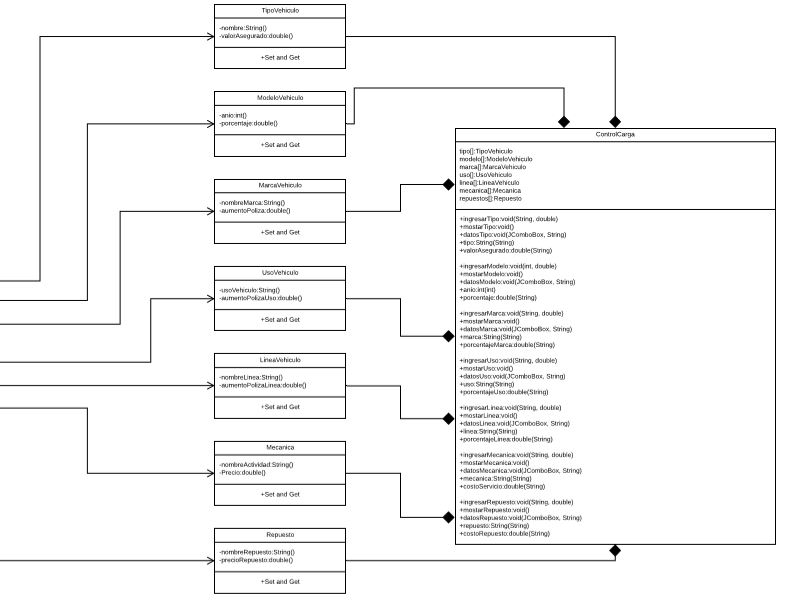 TipoVehiculo
-nombre:String()
-valorAsegurado:double()
+Set and Get
ModeloVehiculo
-anio:int()
-porcentaje:double()
+Set and Get
MarcaVehiculo
-nombreMarca:String()
-aumentoPoliza:double()
+Set and Get
UsoVehiculo
-usoVehiculo:String()
-aumentoPolizaUso:double()
+Set and Get
LineaVehiculo
-nombreLinea:String()
-aumentoPolizaLinea:double()
+Set and Get
Mecanica
-nombreActividad:String()
-Precio:double()
+Set and Get
Repuesto
-nombreRepuesto:String()
-precioRepuesto:double()
+Set and Get
ControlCarga
tipo[]:TipoVehiculo
modelo[]:ModeloVehiculo
marca[]:MarcaVehiculo
uso[]:UsoVehiculo
linea[]:LineaVehiculo
mecanica[]:Mecanica
repuestos[]:Repuesto
+ingresarTipo:void(String, double)
+mostarTipo:void()
+datosTipo:void(JComboBox, String)
+tipo:String(String)
+valorAsegurado:double(String)
+ingresarModelo:void(int, double)
+mostarModelo:void()
+datosModelo:void(JComboBox, String)
+anio:int(int)
+porcentaje:double(String)
+ingresarMarca:void(String, double)
+mostarMarca:void()
+datosMarca:void(JComboBox, String)
+marca:String(String)
+porcentajeMarca:double(String)
+ingresarUso:void(String, double)
+mostarUso:void()
+datosUso:void(JComboBox, String)
+uso:String(String)
+porcentajeUso:double(String)
+ingresarLinea:void(String, double)
+mostarLinea:void()
+datosLinea:void(JComboBox, String)
+linea:String(String)
+porcentajeLinea:double(String)
+ingresarMecanica:void(String, double)
+mostarMecanica:void()
+datosMecanica:void(JComboBox, String)
+mecanica:String(String)
+costoServicio:double(String)
+ingresarRepuesto:void(String, double)
+mostarRepuesto:void()
+datosRepuesto:void(JComboBox, String)
+repuesto:String(String)
+costoRepuesto:double(String)